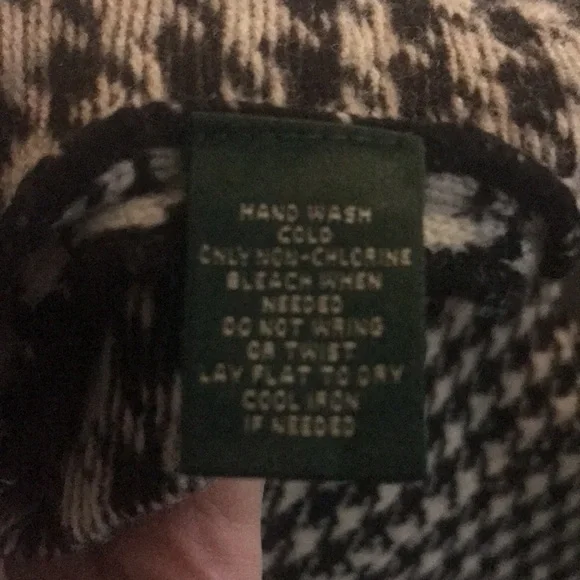 HAND WASH
COLD
ONLY NON-CHLORINE
BLEACH WHEN
NEEDED
DO NOT WRING
OR TWIST
LAY FLAT TO DRY
COOL IRON
IF NEEDED